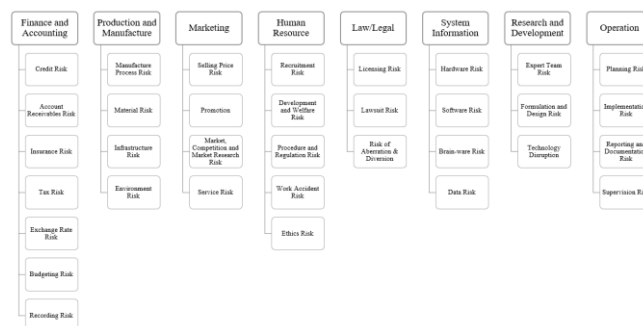 Finance and
Accounting
Credit Risk
Account
Receivables Risk
Insurance Risk
Tax Risk
Exchange Rate
Risk
Budgeting Risk
Recording Risk
Production and
Manufacture
Manufacture
Process Risk
Material Risk
Infrastructure
Risk
Environment
Risk
Marketing
Selling Price
Risk
Promotion
Market,
Competition and
Market Research
Risk
Service Risk
Human
Resource
Recruitment
Risk
Development
and Welfare
Risk
Procedure and
Regulation Risk
Work Accident
Risk
Ethics Risk
Law/Legal
Licensing Risk
Lawsuit Risk
Risk of
Aberration &
Diversion
System
Information
Hardware Risk
Software Risk
Brain-ware Risk
Data Risk
Research and
Development
Expert Team
Risk
Formulation and
Design Risk
Technology
Disruption
Operation
Planning Risk
Implementatio
Risk
Reporting and
Documentatio
Risk
Supervision Ris